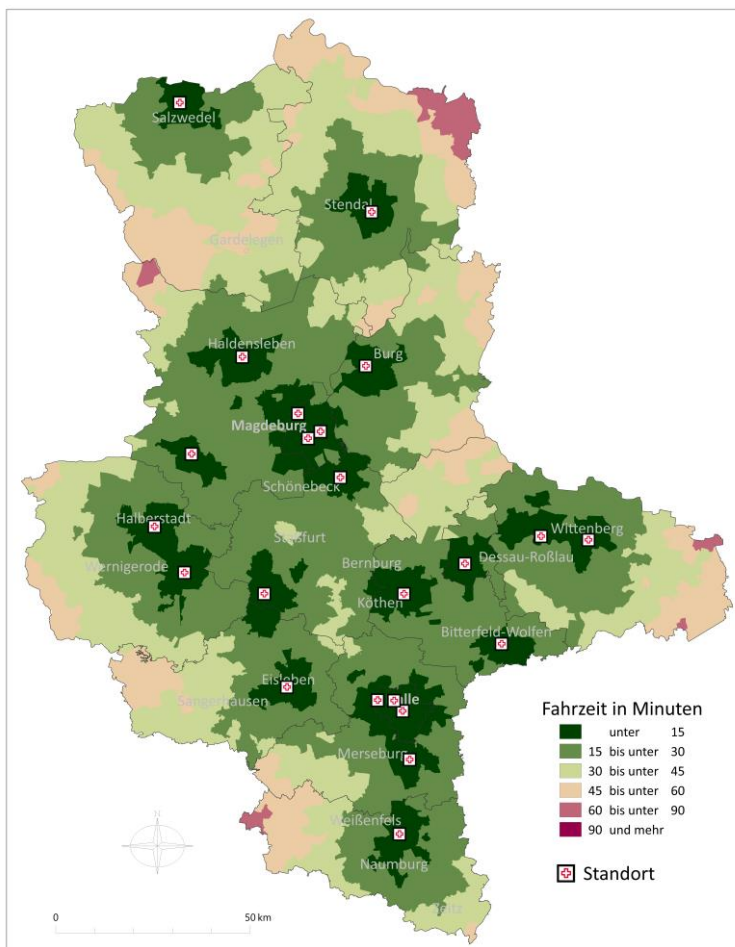 Salzwedel
Stendal
Gardelegen
Haldensleben
Burg
Magdeburg
Schönebeck
Halberstadt
Wernigerode
Staßfurt
Bernburg
Wittenberg
Dessau-Roßlau
Köthen
Bitterfeld-Wolfen
Eisleben
Sangerhausen
Merseburg
Weißenfels
Naumburg
Zeitz
Fahrzeit in Minuten
unter 15
15 bis unter 30
30 bis unter 45
45 bis unter 60
60 bis unter 90
90 und mehr
Standort
N
0 50 km